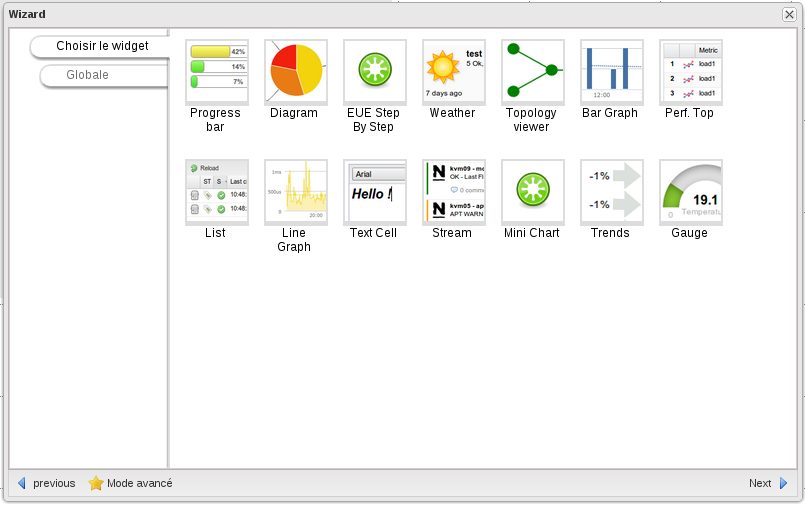 Wizard
Choisir le widget
Globale
42%
14%
7%
Progress
bar
Diagram
EUE Step
By Step
test
5 Ok,
7 days ago
Weather
Topology
viewer
12:00
Bar Graph
Metric
1 load1
2 load1
3 load1
Perf. Top
Reload
ST S Last c
10:48:
10:48:
List
1ms
500us
0
20:00
Line
Graph
Arial
Hello !
Text Cell
N kvm09 - mo
OK - Last Fl
0 comme
N kvm05 - ap
APT WARN
Stream
Mini Chart
-1%
-1%
Trends
19.1
0 Temperatu
Gauge
previous
Mode avancé
Next